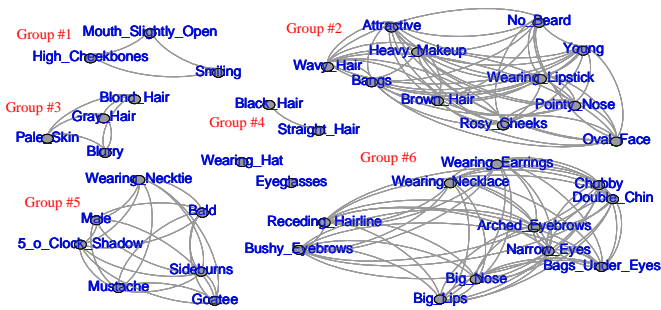 Group #1
Mouth_Slightly_Open
High_Cheekbones
Smiling
Group #2
Attractive
No_Beard
Heavy_Makeup
Young
Wavy_Hair
Bangs
Wearing_Lipstick
Brown_Hair
Pointy_Nose
Rosy_Cheeks
Oval_Face
Group #3
Blond_Hair
Gray_Hair
Pale_Skin
Blurry
Black_Hair
Group #4
Straight_Hair
Wearing_Hat
Eyeglasses
Group #5
Wearing_Necktie
Male
Bald
5_o_Clock_Shadow
Sideburns
Mustache
Goatee
Group #6
Wearing_Earrings
Wearing_Necklace
Chubby
Double_Chin
Receding_Hairline
Arched_Eyebrows
Bushy_Eyebrows
Narrow_Eyes
Bags_Under_Eyes
Big_Nose
Big_Lips